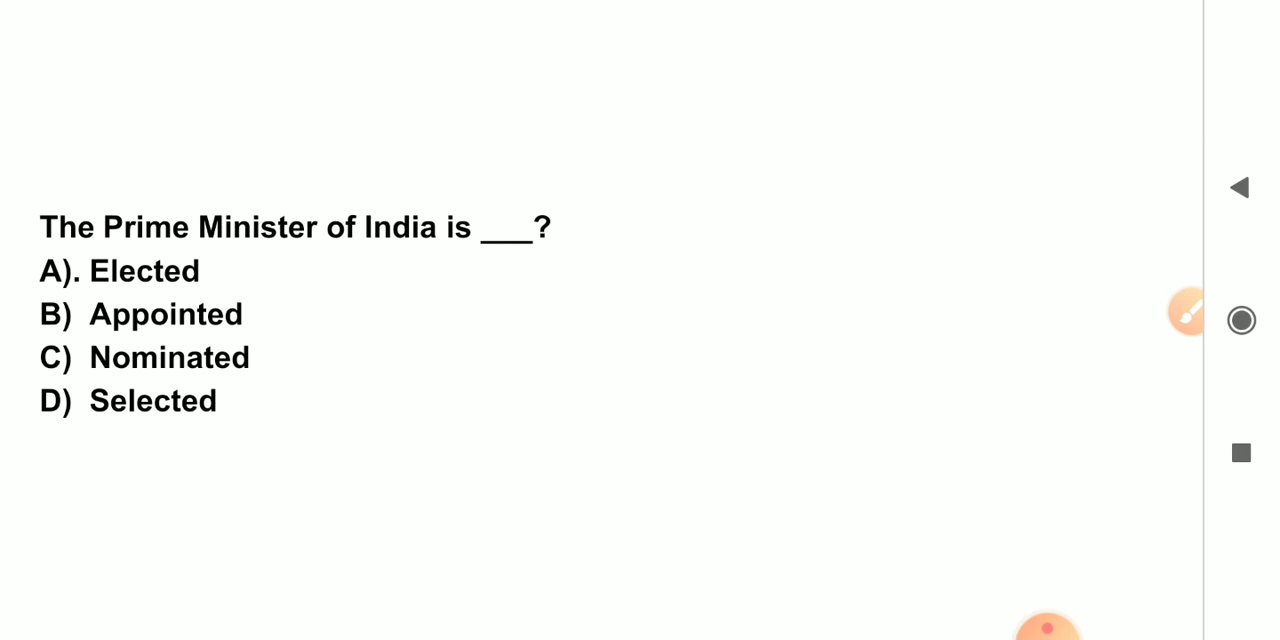 The Prime Minister of India is ___?
A). Elected
B) Appointed
C) Nominated
D) Selected